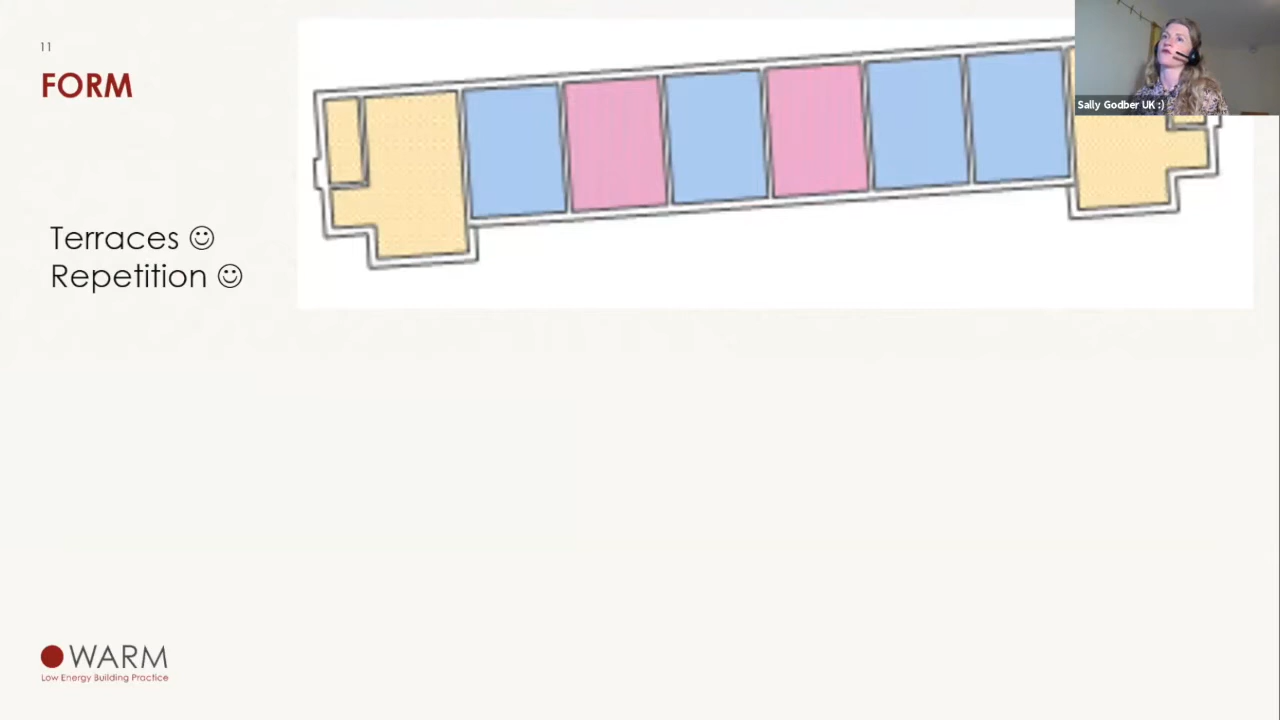 11
FORM
Sally Godber UK :)
Terraces ☺
Repetition ☺
WARM
Low Energy Building Practice